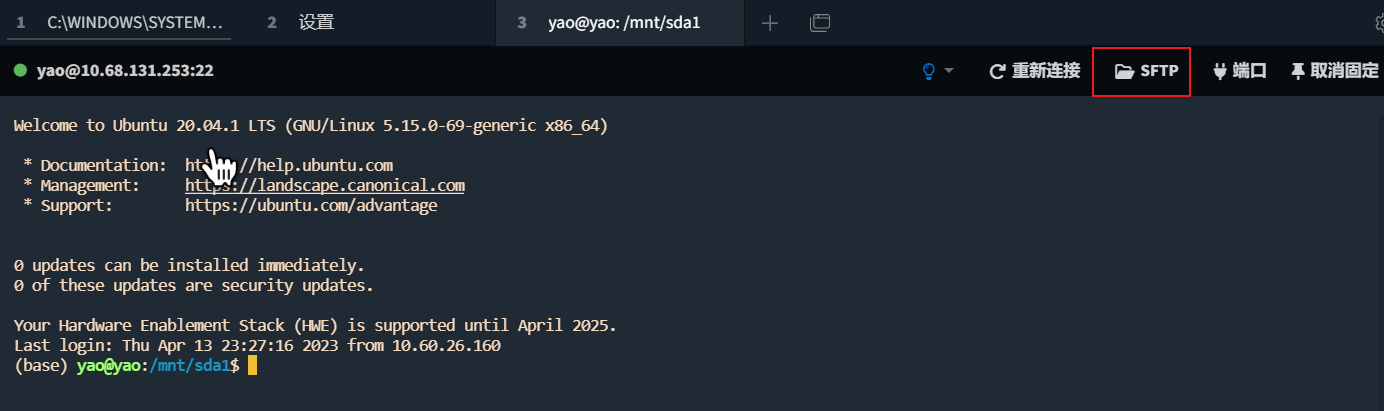 1 C:\WINDOWS\SYSTEM... 2 设置 3 yao@yao: /mnt/sda1
yao@10.68.131.253:22 重新连接 SFTP 端口 取消固定
Welcome to Ubuntu 20.04.1 LTS (GNU/Linux 5.15.0-69-generic x86_64)
* Documentation: //help.ubuntu.com
* Management: https://landscape.canonical.com
* Support: https://ubuntu.com/advantage
0 updates can be installed immediately.
0 of these updates are security updates.
Your Hardware Enablement Stack (HWE) is supported until April 2025.
Last login: Thu Apr 13 23:27:16 2023 from 10.60.26.160
(base) yao@yao:/mnt/sda1$